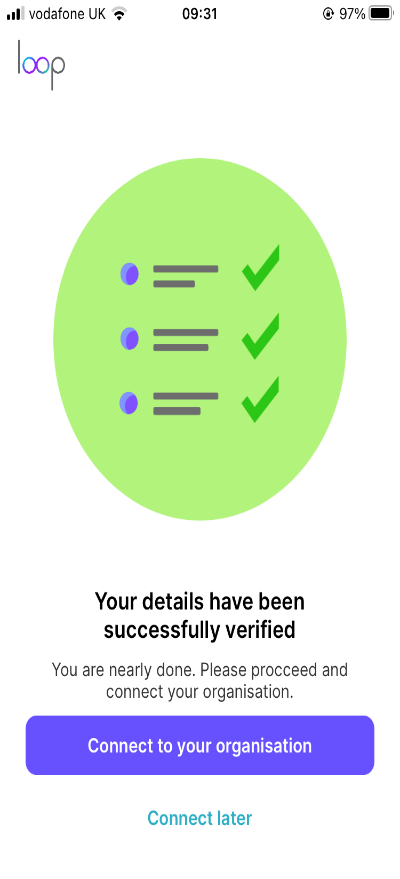 vodafone UK 09:31 97%
loop
Your details have been
successfully verified
You are nearly done. Please procceed and
connect your organisation.
Connect to your organisation
Connect later